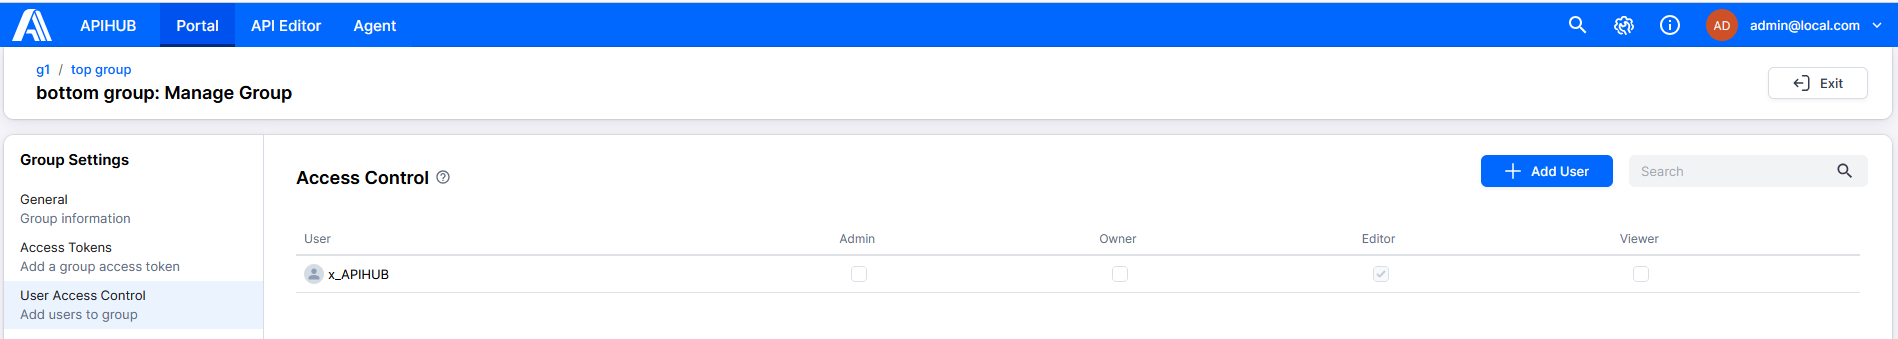 APIHUB Portal API Editor Agent AD admin@local.com
g1 / top group
bottom group: Manage Group
Exit
Group Settings
General
Group information
Access Tokens
Add a group access token
User Access Control
Add users to group
Access Control
Add User
Search
User Admin Owner Editor Viewer
x_APIHUB